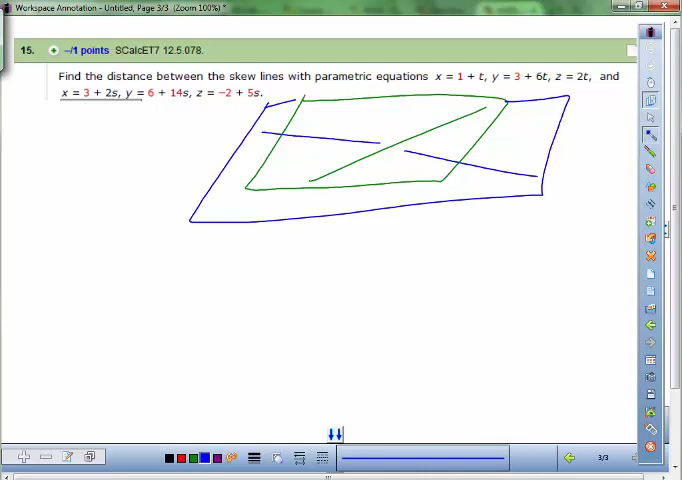 Workspace Annotation - Untitled, Page 3/3 (Zoom 100%) *
15. –/1 points SCalcET7 12.5.078.
Find the distance between the skew lines with parametric equations x = 1 + t, y = 3 + 6t, z = 2t, and
x = 3 + 2s, y = 6 + 14s, z = −2 + 5s.
3/3